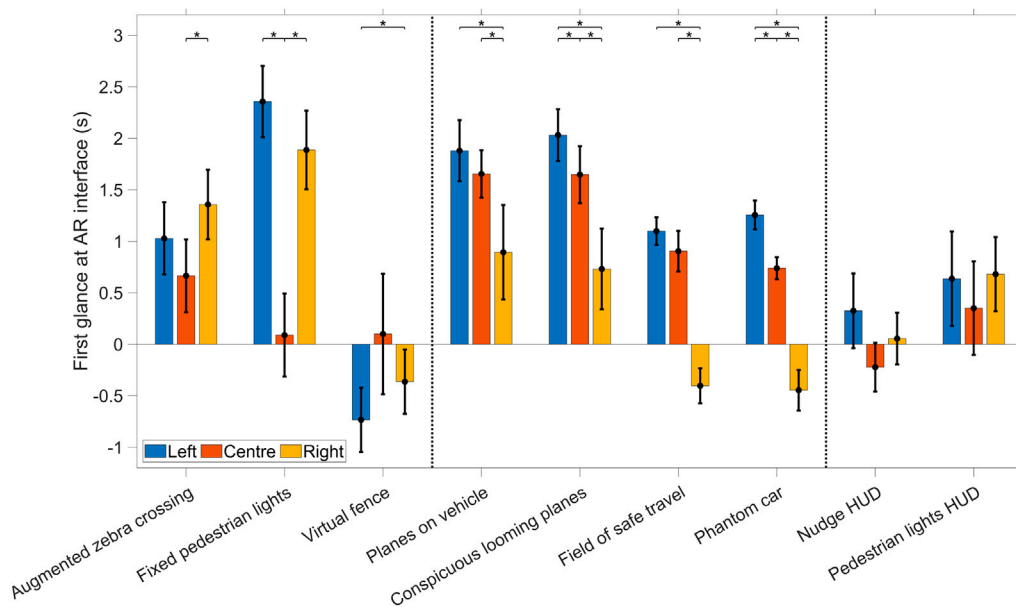 First glance at AR interface (s)
3
2.5
2
1.5
1
0.5
0
-0.5
-1
* * * * * * * *
* * * * * * * *
Left Centre Right
Augmented zebra crossing
Fixed pedestrian lights
Virtual fence
Planes on vehicle
Conspicuous looming planes
Field of safe travel
Phantom car
Nudge HUD
Pedestrian lights HUD